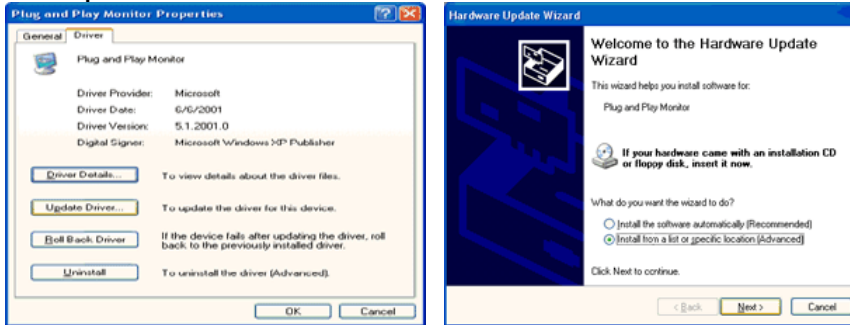 Plug and Play Monitor Properties
General
Driver
Plug and Play Monitor
Driver Provider: Microsoft
Driver Date: 6/6/2001
Driver Version: 5.1.2001.0
Digital Signer: Microsoft Windows XP Publisher
Driver Details...
To view details about the driver files.
Update Driver...
To update the driver for this device.
Roll Back Driver
If the device fails after updating the driver, roll
back to the previously installed driver.
Uninstall
To uninstall the driver (Advanced).
OK
Cancel
Hardware Update Wizard
Welcome to the Hardware Update
Wizard
This wizard helps you install software for:
Plug and Play Monitor
If your hardware came with an installation CD
or floppy disk, insert it now.
What do you want the wizard to do?
Install the software automatically (Recommended)
Install from a list or specific location (Advanced)
Click Next to continue.
< Back
Next >
Cancel